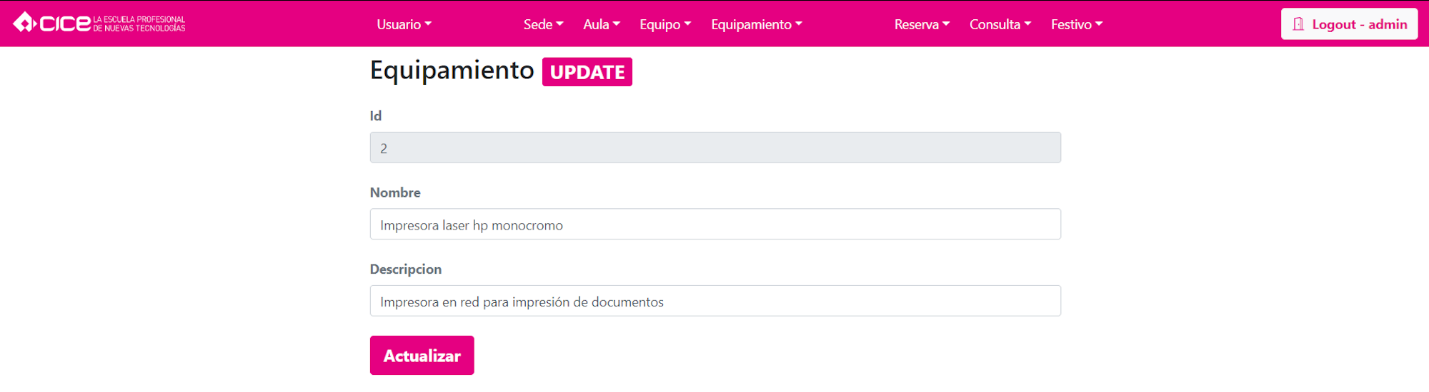 CICE LA ESCUELA PROFESIONAL
DE NUEVAS TECNOLOGÍAS
Usuario Sede Aula Equipo Equipamiento Reserva Consulta Festivo Logout - admin
Equipamiento UPDATE
Id
2
Nombre
Impresora laser hp monocromo
Descripcion
Impresora en red para impresión de documentos
Actualizar